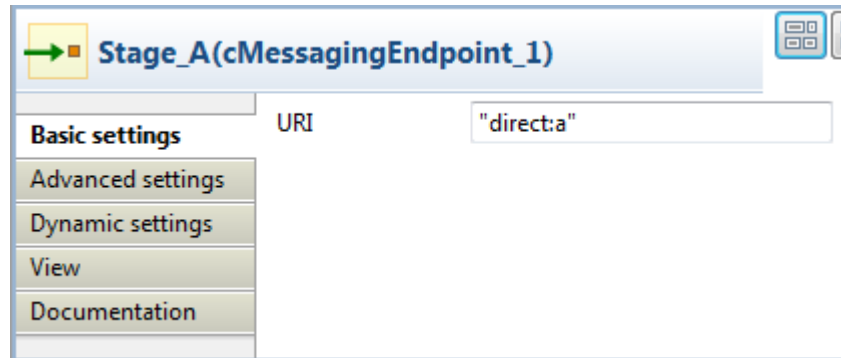 Stage_A(cMessagingEndpoint_1)
Basic settings
URI "direct:a"
Advanced settings
Dynamic settings
View
Documentation